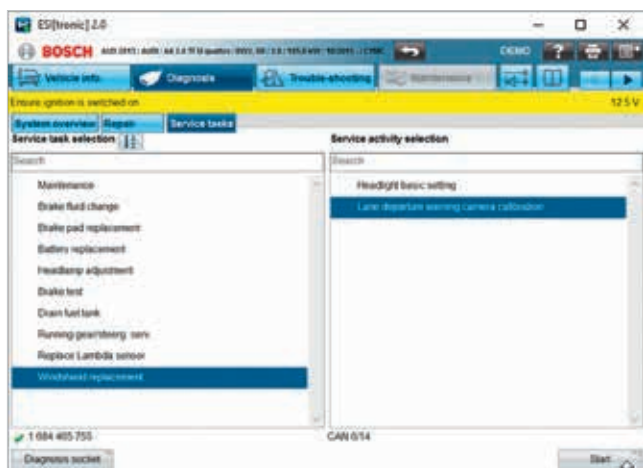 ESI[tronic] 2.0
BOSCH
DEMO
Vehicle info.
Diagnosis
Trouble-shooting
Maintenance
Ensure ignition is switched on
12.5 V
System overview
Repair
Service tasks
Service task selection
Search
Maintenance
Brake fluid change
Brake pad replacement
Battery replacement
Headlamp adjustment
Brake test
Drain fuel tank
Running gear/steerg. serv.
Replace Lambda sensor
Windshield replacement
Service activity selection
Search
Headlight basic setting
Lane departure warning camera calibration
1 684 465 755
CAN 6/14
Diagnosis socket
Start